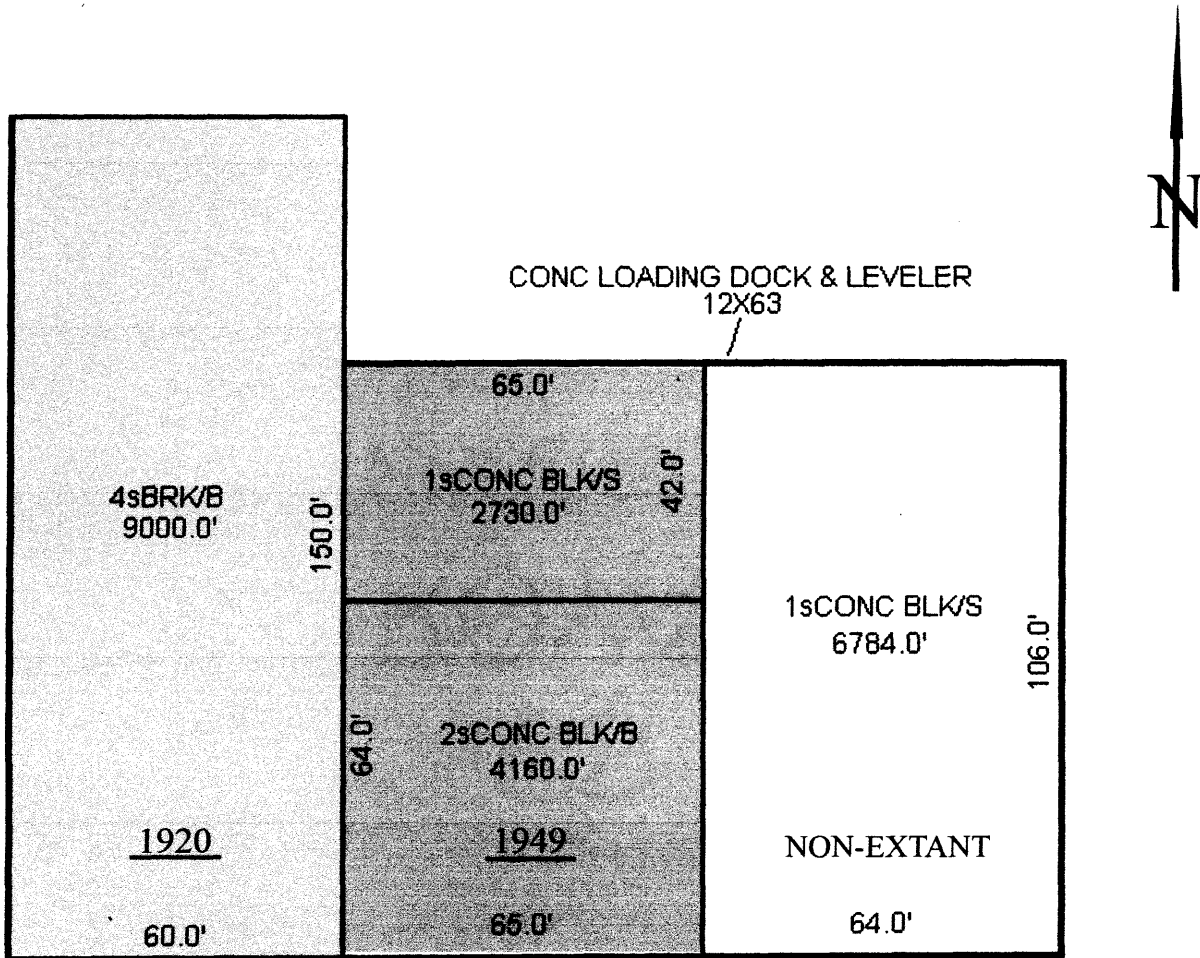 N
CONC LOADING DOCK & LEVELER
12X63
4sBRK/B
9000.0'
150.0'
1920
60.0'
65.0'
1sCONC BLK/S
2730.0'
42.0'
2sCONC BLK/B
4160.0'
64.0'
1949
65.0'
1sCONC BLK/S
6784.0'
106.0'
NON-EXTANT
64.0'